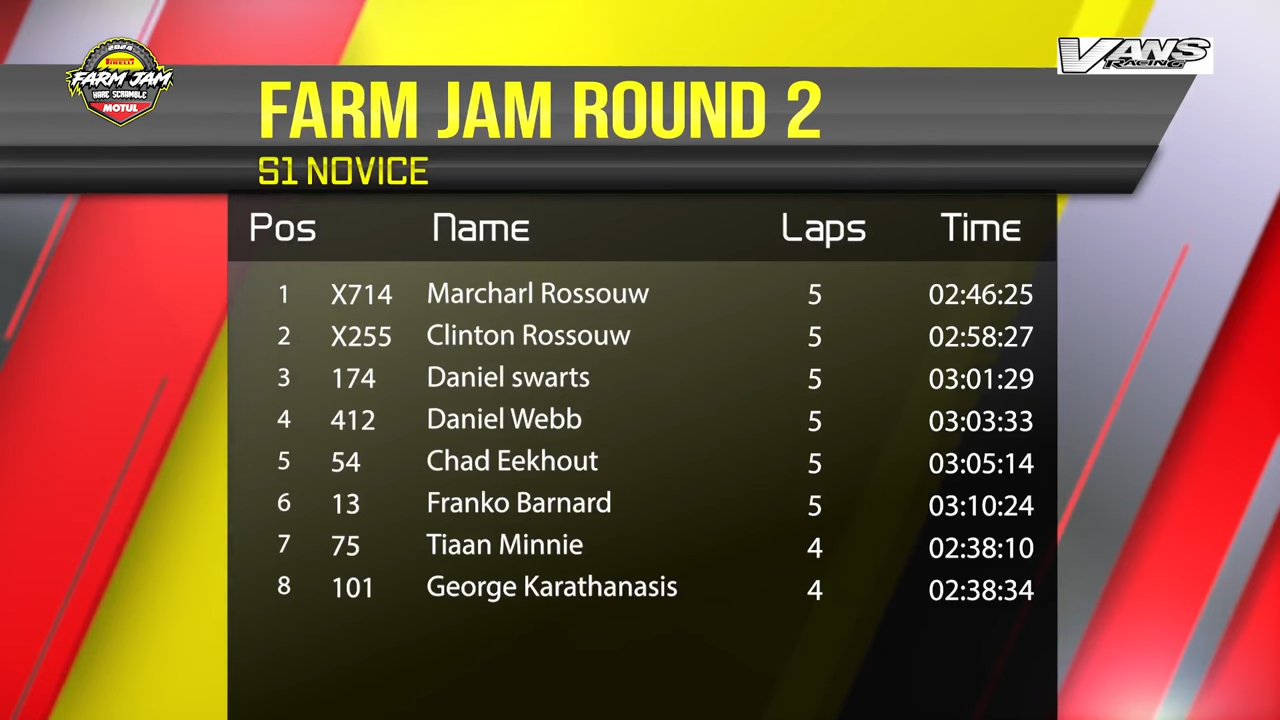 2024
PIRELLI
FARM JAM
HARE SCRAMBLE
MOTUL
VANS
RACING
FARM JAM ROUND 2
S1 NOVICE
Pos Name Laps Time
1 X714 Marcharl Rossouw 5 02:46:25
2 X255 Clinton Rossouw 5 02:58:27
3 174 Daniel swarts 5 03:01:29
4 412 Daniel Webb 5 03:03:33
5 54 Chad Eekhout 5 03:05:14
6 13 Franko Barnard 5 03:10:24
7 75 Tiaan Minnie 4 02:38:10
8 101 George Karathanasis 4 02:38:34